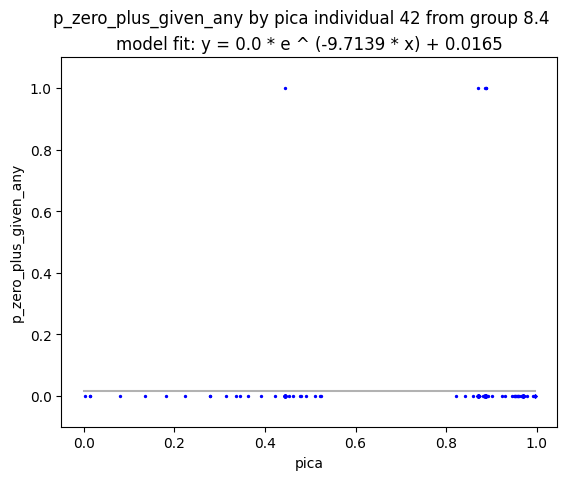 p_zero_plus_given_any by pica individual 42 from group 8.4
model fit: y = 0.0 * e ^ (-9.7139 * x) + 0.0165
p_zero_plus_given_any
1.0
0.8
0.6
0.4
0.2
0.0
0.0 0.2 0.4 0.6 0.8 1.0
pica